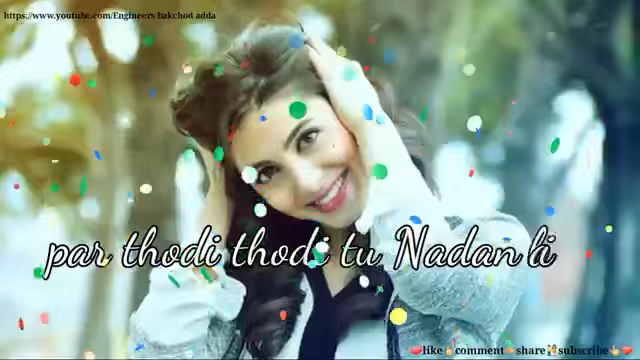 https://www.youtube.com/Engineers bakchod adda
par thodi thodi tu Nadan li
❤️like👍comment👍share👫subscribe👍❤️